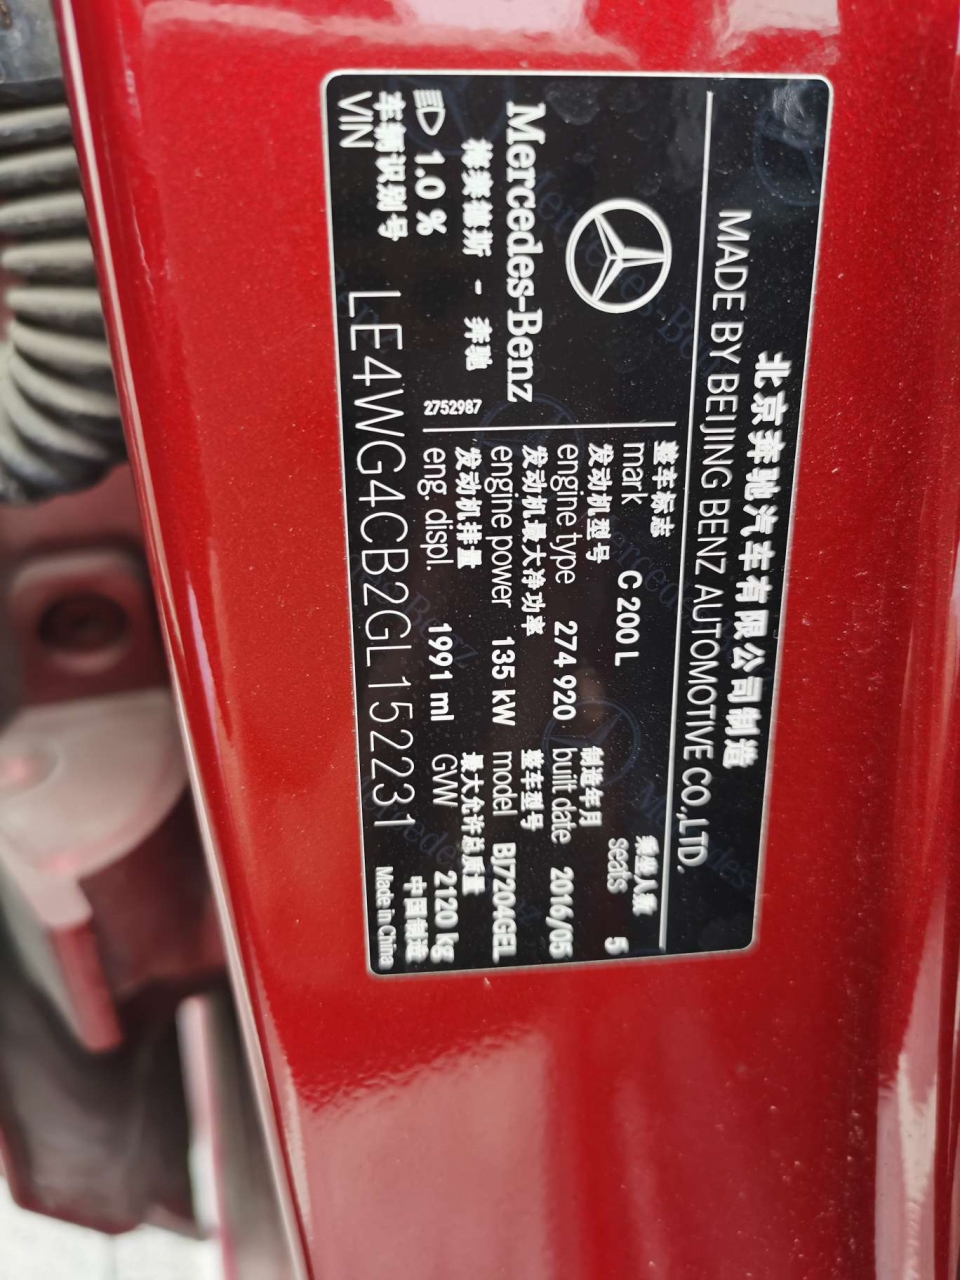 北京奔驰汽车有限公司制造
MADE BY BEIJING BENZ AUTOMOTIVE CO.,LTD.
整车标志
mark C 200 L
乘坐人数
seats 5
发动机型号
engine type 274 920
制造年月
built date 2016/05
发动机最大净功率
engine power 135 kW
整车型号
model BJ7204GEL
发动机排量
eng. displ. 1991 ml
最大允许总质量
GVW 2120 kg
Mercedes-Benz
梅赛德斯 - 奔驰
2752987
1.0 %
中国制造
Made in China
车辆识别号
VIN LE4WG4CB2GL152231